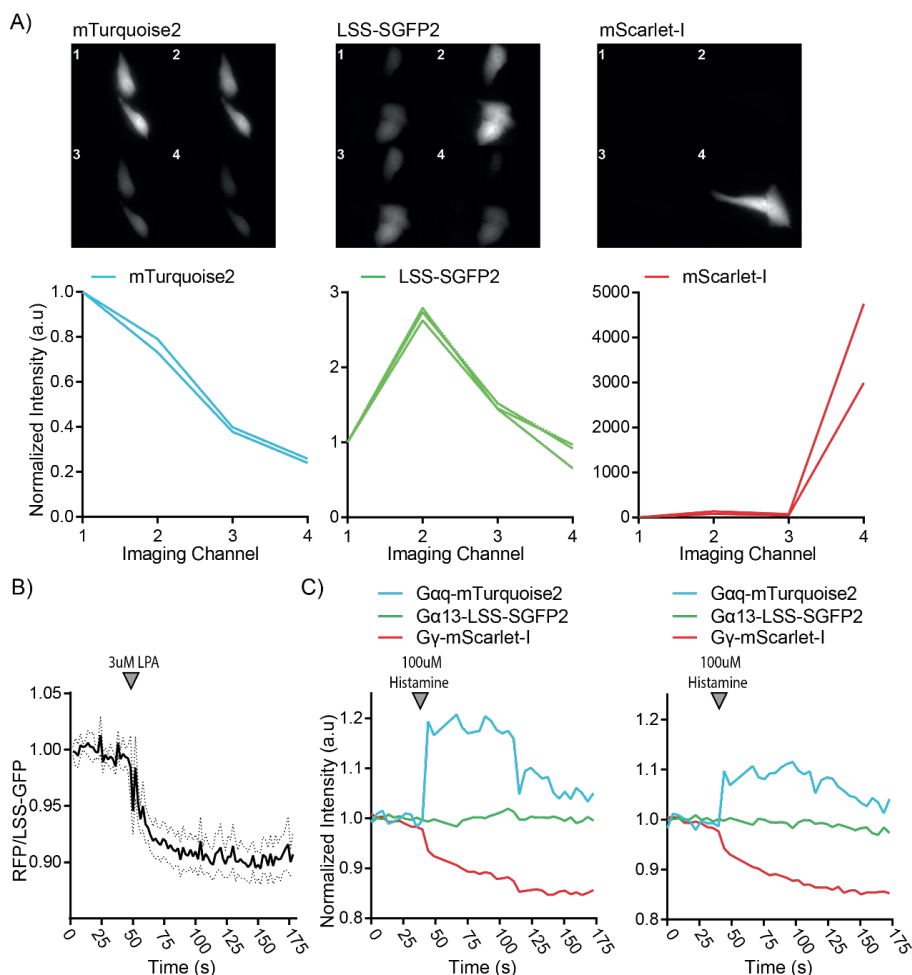 A)
mTurquoise2 LSS-SGFP2 mScarlet-I
1 2 1 2 1 2
3 4 3 4 3 4
mTurquoise2 LSS-SGFP2 mScarlet-I
Normalized Intensity (a.u)
1.0
0.8
0.6
0.4
0.2
0.0
1 2 3 4
Imaging Channel
3
2
1
0
1 2 3 4
Imaging Channel
5000
4000
3000
2000
1000
0
1 2 3 4
Imaging Channel
B)
3uM LPA
RFP/LSS-GFP
1.05
1.00
0.95
0.90
0 25 50 75 100 125 150 175
Time (s)
C)
Gαq-mTurquoise2
Gα13-LSS-SGFP2
Gγ-mScarlet-I
100uM
Histamine
Normalized Intensity (a.u)
1.2
1.1
1.0
0.9
0.8
0 25 50 75 100 125 150 175
Time (s)
Gαq-mTurquoise2
Gα13-LSS-SGFP2
Gγ-mScarlet-I
100uM
Histamine
1.2
1.1
1.0
0.9
0.8
0 25 50 75 100 125 150 175
Time (s)